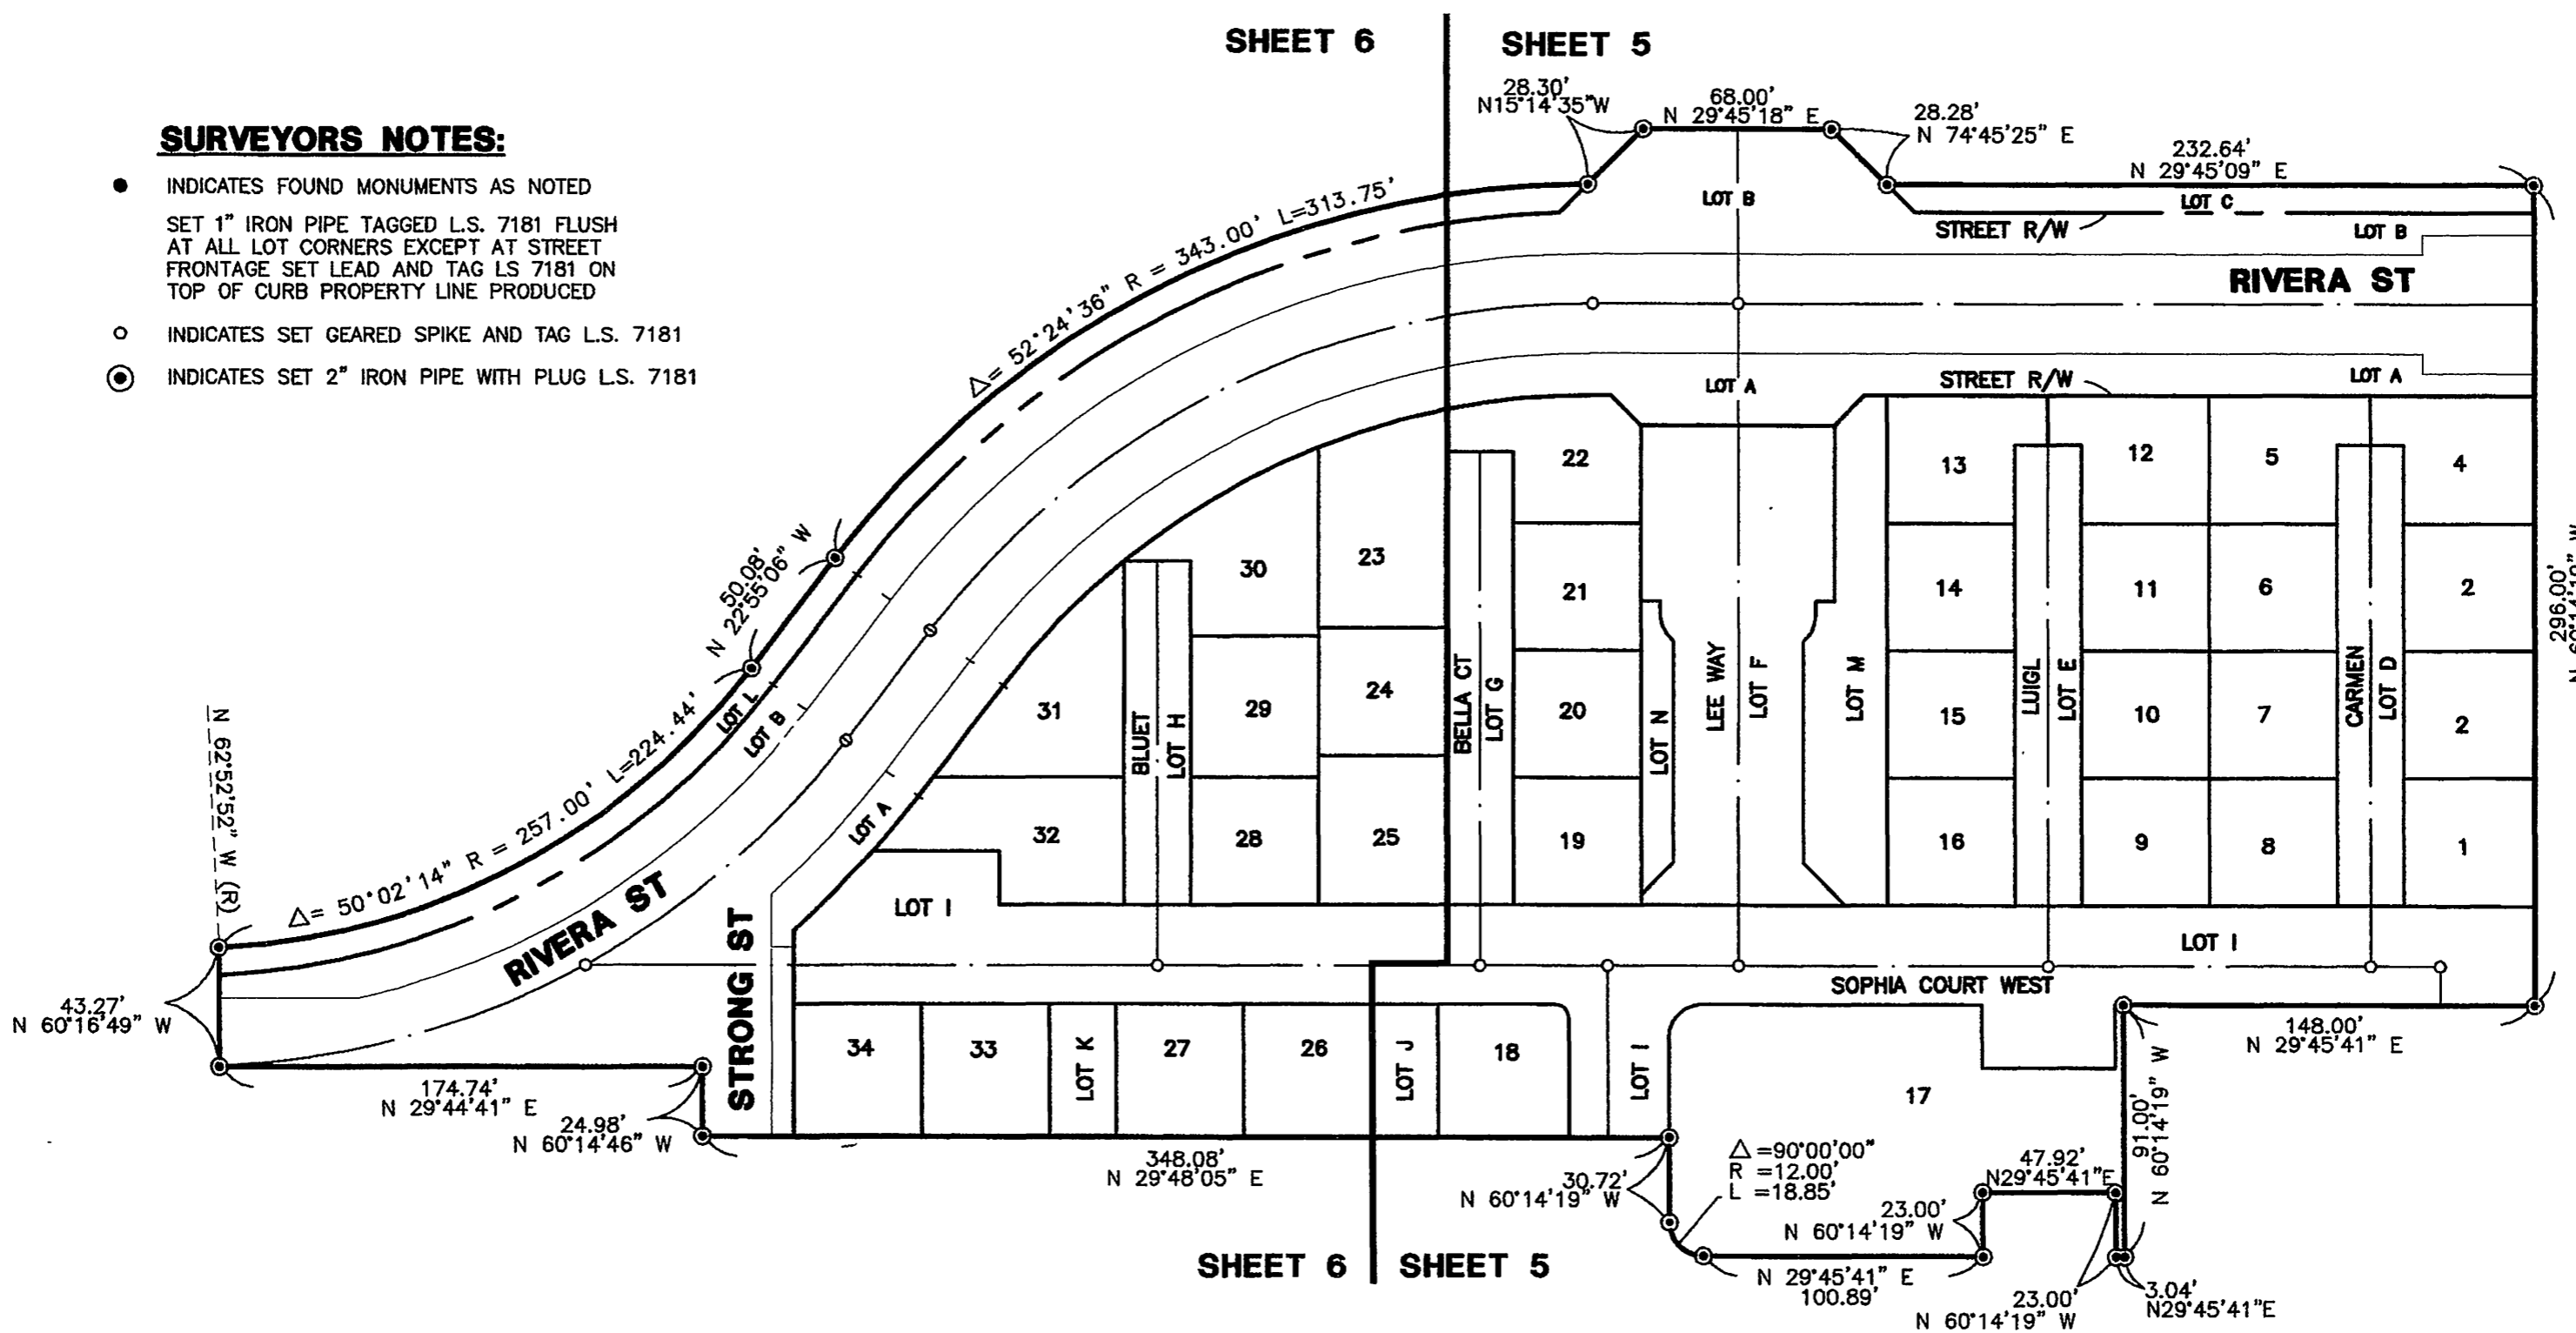 SHEET 6
SHEET 5
SURVEYORS NOTES:
INDICATES FOUND MONUMENTS AS NOTED
SET 1" IRON PIPE TAGGED L.S. 7181 FLUSH
AT ALL LOT CORNERS EXCEPT AT STREET
FRONTAGE SET LEAD AND TAG LS 7181 ON
TOP OF CURB PROPERTY LINE PRODUCED
INDICATES SET GEARED SPIKE AND TAG L.S. 7181
INDICATES SET 2" IRON PIPE WITH PLUG L.S. 7181
28.30'
N15°14'35"W
68.00'
N 29°45'18" E
28.28'
N 74°45'25" E
232.64'
N 29°45'09" E
LOT B
LOT C
STREET R/W
LOT B
RIVERA ST
Δ= 52°24'36" R = 343.00' L=313.75'
LOT A
STREET R/W
LOT A
22
13
12
5
4
30
23
21
14
11
6
2
296.00'
50.08'
N 22°55'06" W
31
29
24
20
15
10
7
2
BLUET
LOT H
BELLA CT
LOT G
LOT N
LEE WAY
LOT F
LOT M
LUIGI
LOT E
CARMEN
LOT D
LOT L
LOT B
N 62°52'52" W (R)
Δ= 50°02'14" R = 257.00' L=224.44'
LOT A
32
28
25
19
16
9
8
1
RIVERA ST
STRONG ST
LOT I
LOT I
SOPHIA COURT WEST
43.27'
N 60°16'49" W
34
33
LOT K
27
26
LOT J
18
LOT I
17
148.00'
N 29°45'41" E
174.74'
N 29°44'41" E
24.98'
N 60°14'46" W
348.08'
N 29°48'05" E
91.00'
N 60°14'19" W
30.72'
N 60°14'19" W
Δ =90°00'00"
R =12.00'
L =18.85'
47.92'
N29°45'41"E
23.00'
N 60°14'19" W
SHEET 6
SHEET 5
N 29°45'41" E
100.89'
23.00'
N 60°14'19" W
3.04'
N29°45'41"E